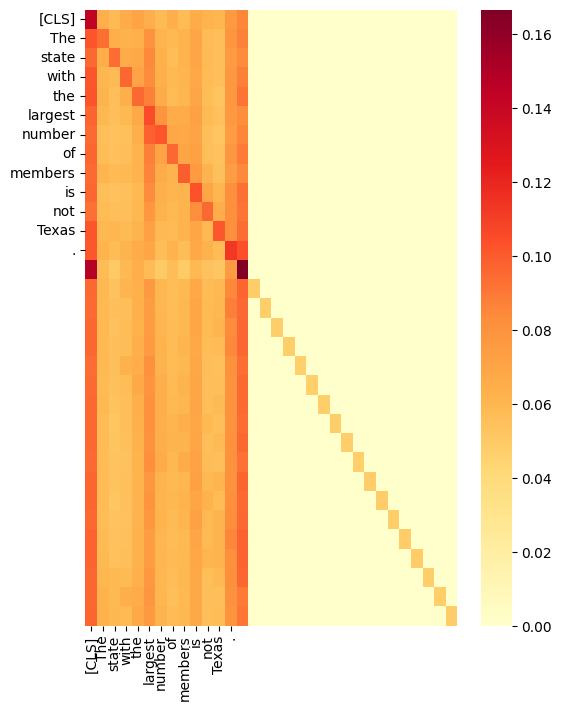 [CLS]
The
state
with
the
largest
number
of
members
is
not
Texas
.
0.16
0.14
0.12
0.10
0.08
0.06
0.04
0.02
0.00
[CLS]
The
state
with
the
largest
number
of
members
is
not
Texas
.